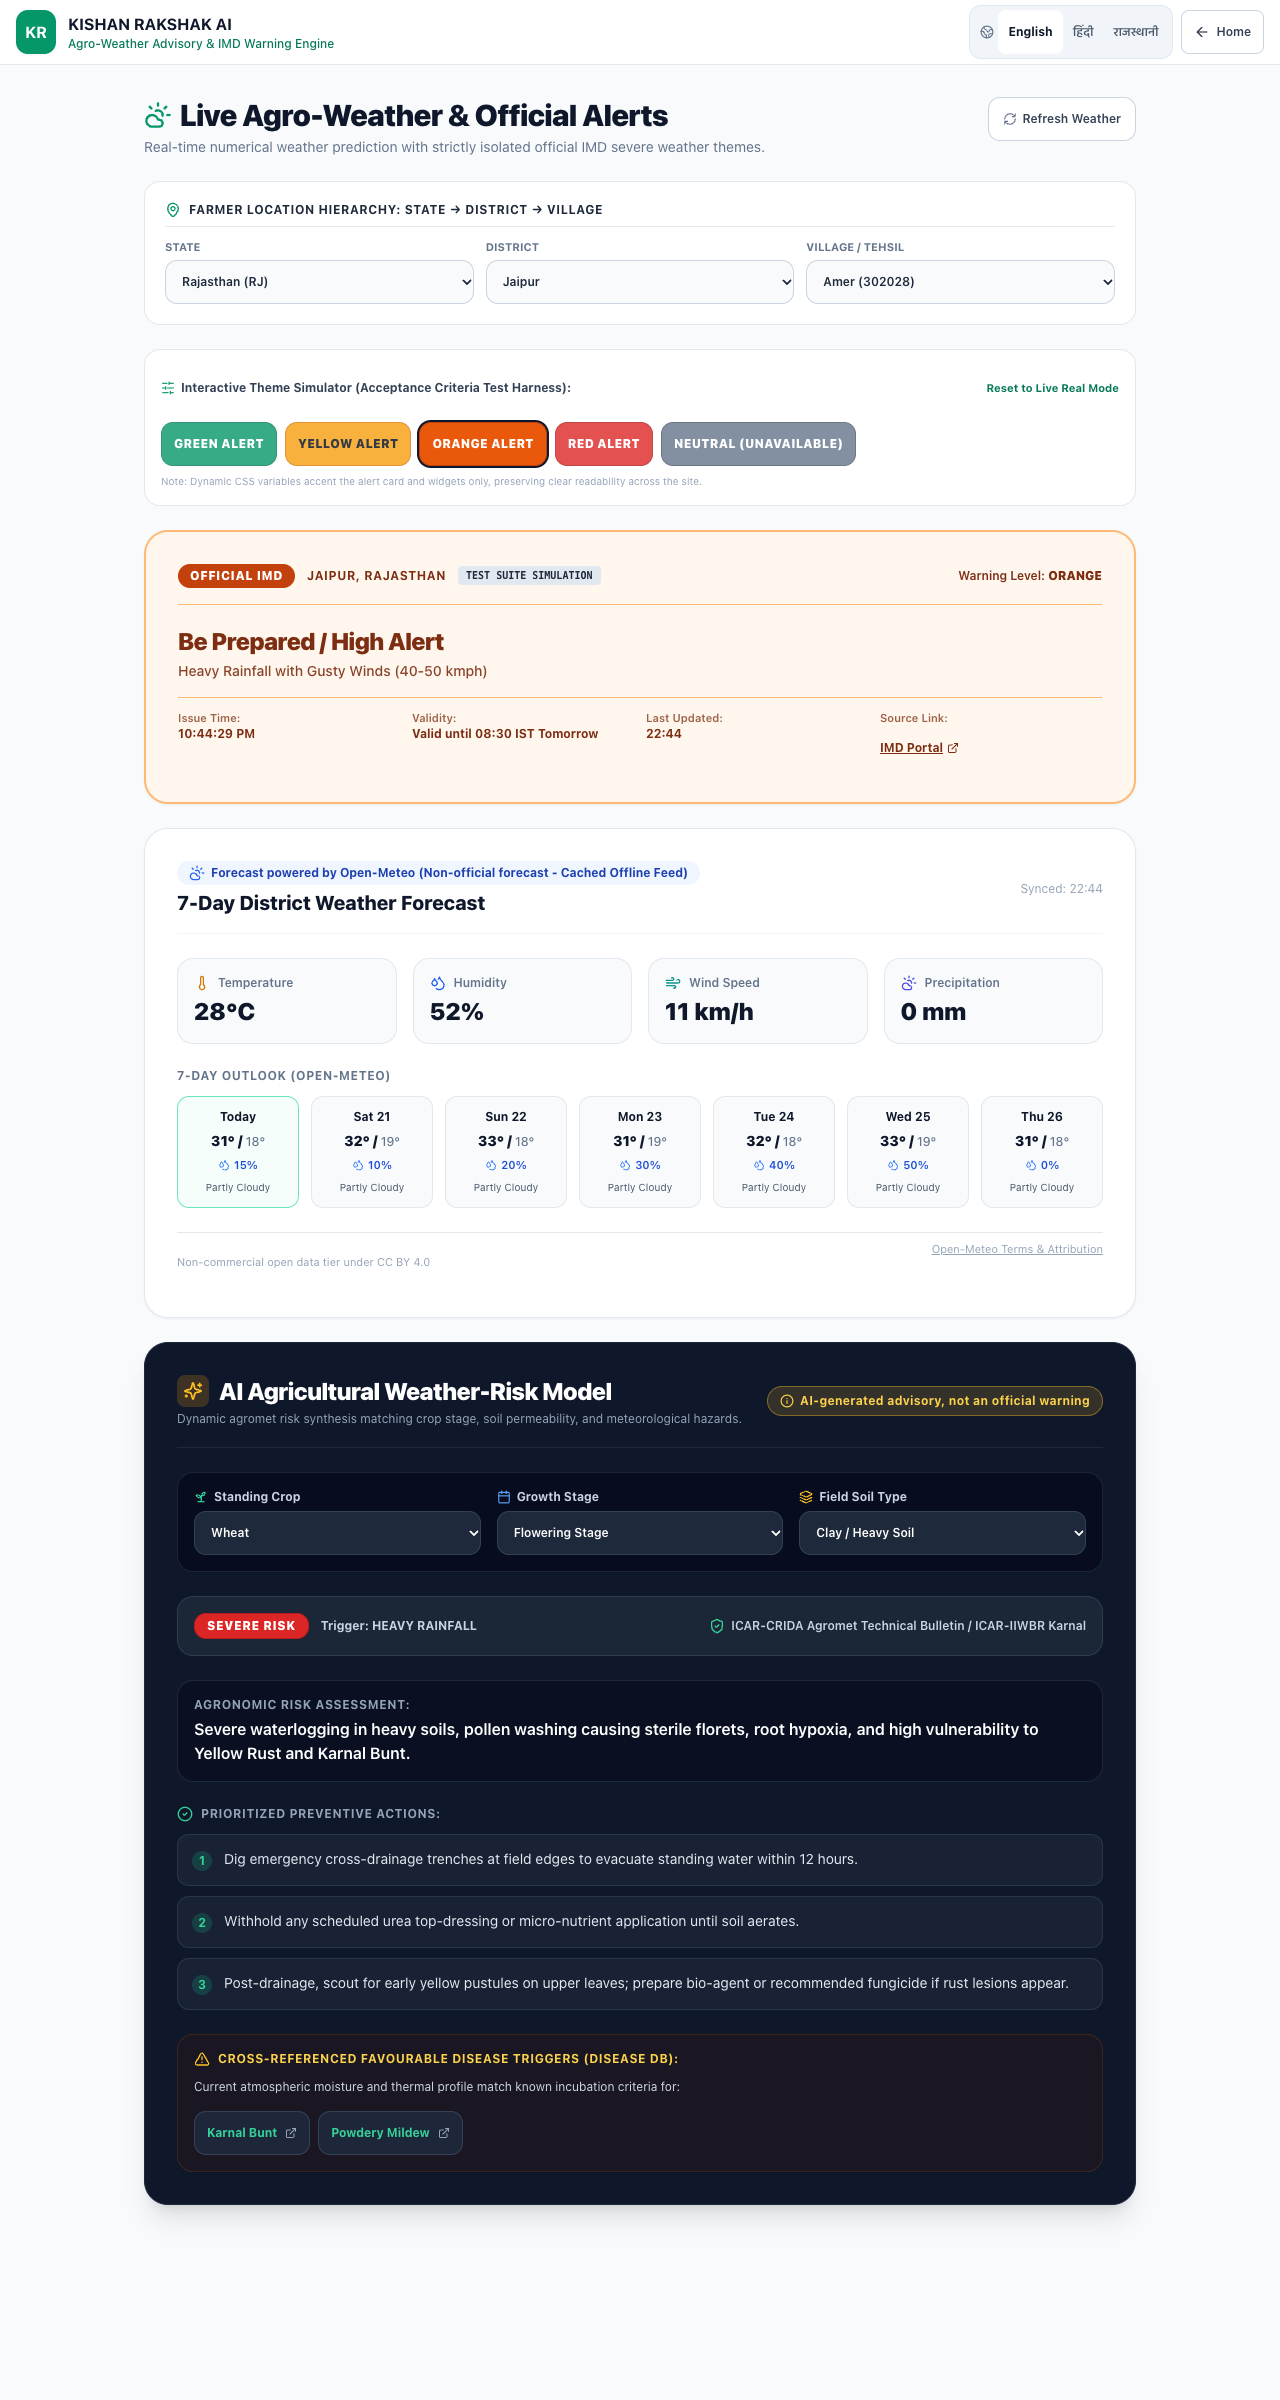 KR
KISHAN RAKSHAK AI
Agro-Weather Advisory & IMD Warning Engine
English
हिंदी
राजस्थानी
Home
Live Agro-Weather & Official Alerts
Real-time numerical weather prediction with strictly isolated official IMD severe weather themes.
Refresh Weather
FARMER LOCATION HIERARCHY: STATE → DISTRICT → VILLAGE
STATE
DISTRICT
VILLAGE / TEHSIL
Rajasthan (RJ)
Jaipur
Amer (302028)
Interactive Theme Simulator (Acceptance Criteria Test Harness):
Reset to Live Real Mode
GREEN ALERT
YELLOW ALERT
ORANGE ALERT
RED ALERT
NEUTRAL (UNAVAILABLE)
Note: Dynamic CSS variables accent the alert card and widgets only, preserving clear readability across the site.
OFFICIAL IMD
JAIPUR, RAJASTHAN
TEST SUITE SIMULATION
Warning Level: ORANGE
Be Prepared / High Alert
Heavy Rainfall with Gusty Winds (40-50 kmph)
Issue Time:
10:44:29 PM
Validity:
Valid until 08:30 IST Tomorrow
Last Updated:
22:44
Source Link:
IMD Portal
Forecast powered by Open-Meteo (Non-official forecast - Cached Offline Feed)
7-Day District Weather Forecast
Synced: 22:44
Temperature
28°C
Humidity
52%
Wind Speed
11 km/h
Precipitation
0 mm
7-DAY OUTLOOK (OPEN-METEO)
Today
31° / 18°
15%
Partly Cloudy
Sat 21
32° / 19°
10%
Partly Cloudy
Sun 22
33° / 18°
20%
Partly Cloudy
Mon 23
31° / 19°
30%
Partly Cloudy
Tue 24
32° / 18°
40%
Partly Cloudy
Wed 25
33° / 19°
50%
Partly Cloudy
Thu 26
31° / 18°
0%
Partly Cloudy
Non-commercial open data tier under CC BY 4.0
Open-Meteo Terms & Attribution
AI Agricultural Weather-Risk Model
Dynamic agromet risk synthesis matching crop stage, soil permeability, and meteorological hazards.
AI-generated advisory, not an official warning
Standing Crop
Wheat
Growth Stage
Flowering Stage
Field Soil Type
Clay / Heavy Soil
SEVERE RISK
Trigger: HEAVY RAINFALL
ICAR-CRIDA Agromet Technical Bulletin / ICAR-IIWBR Karnal
AGRONOMIC RISK ASSESSMENT:
Severe waterlogging in heavy soils, pollen washing causing sterile florets, root hypoxia, and high vulnerability to
Yellow Rust and Karnal Bunt.
PRIORITIZED PREVENTIVE ACTIONS:
1 Dig emergency cross-drainage trenches at field edges to evacuate standing water within 12 hours.
2 Withhold any scheduled urea top-dressing or micro-nutrient application until soil aerates.
3 Post-drainage, scout for early yellow pustules on upper leaves; prepare bio-agent or recommended fungicide if rust lesions appear.
CROSS-REFERENCED FAVOURABLE DISEASE TRIGGERS (DISEASE DB):
Current atmospheric moisture and thermal profile match known incubation criteria for:
Karnal Bunt
Powdery Mildew